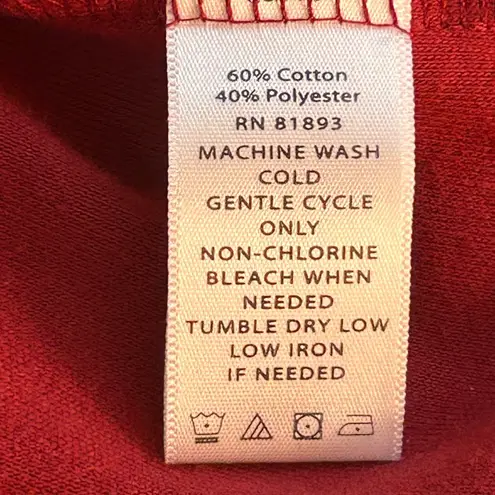 60% Cotton
40% Polyester
RN 81893
MACHINE WASH
COLD
GENTLE CYCLE
ONLY
NON-CHLORINE
BLEACH WHEN
NEEDED
TUMBLE DRY LOW
LOW IRON
IF NEEDED